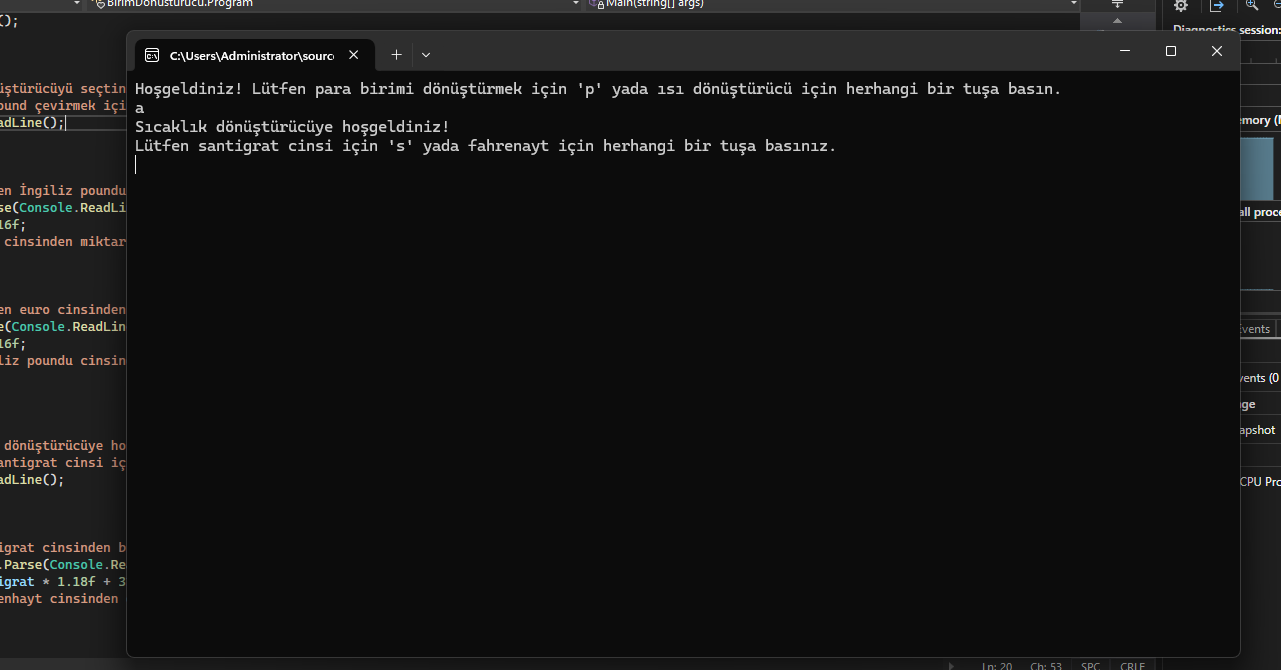 BirimDonusturucu.Program
Main(string[] args)
();
Diagnostics session:
C:\Users\Administrator\sourc
Hoşgeldiniz! Lütfen para birimi dönüştürmek için 'p' yada ısı dönüştürücü için herhangi bir tuşa basın.
a
Sıcaklık dönüştürücüye hoşgeldiniz!
Lütfen santigrat cinsi için 's' yada fahrenayt için herhangi bir tuşa basınız.
üştürücüyü seçtin
ound çevirmek içi
adLine();
en İngiliz poundu
se(Console.ReadLi
16f;
cinsinden miktar
en euro cinsinden
e(Console.ReadLin
16f;
liz poundu cinsin
dönüştürücüye ho
antigrat cinsi iç
adLine();
igrat cinsinden b
.Parse(Console.Re
igrat * 1.18f + 3
enhayt cinsinden
emory (
all proce
Events
vents (0
ge
apshot
CPU Pro
Ln: 20
Ch: 53
SPC
CRLF